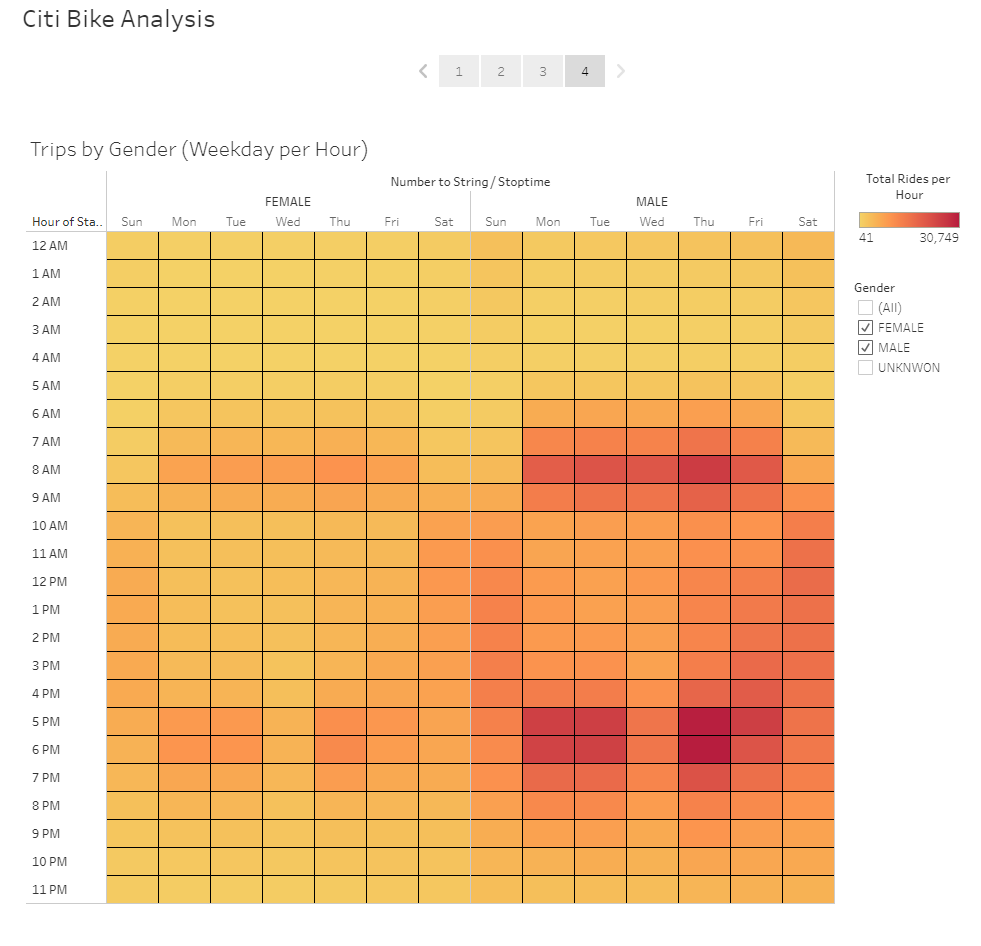 Citi Bike Analysis
1 2 3 4
Trips by Gender (Weekday per Hour)
Number to String / Stoptime
FEMALE MALE
Hour of Sta.. Sun Mon Tue Wed Thu Fri Sat Sun Mon Tue Wed Thu Fri Sat
12 AM
1 AM
2 AM
3 AM
4 AM
5 AM
6 AM
7 AM
8 AM
9 AM
10 AM
11 AM
12 PM
1 PM
2 PM
3 PM
4 PM
5 PM
6 PM
7 PM
8 PM
9 PM
10 PM
11 PM
Total Rides per
Hour
41 30,749
Gender
(All)
FEMALE
MALE
UNKNWON